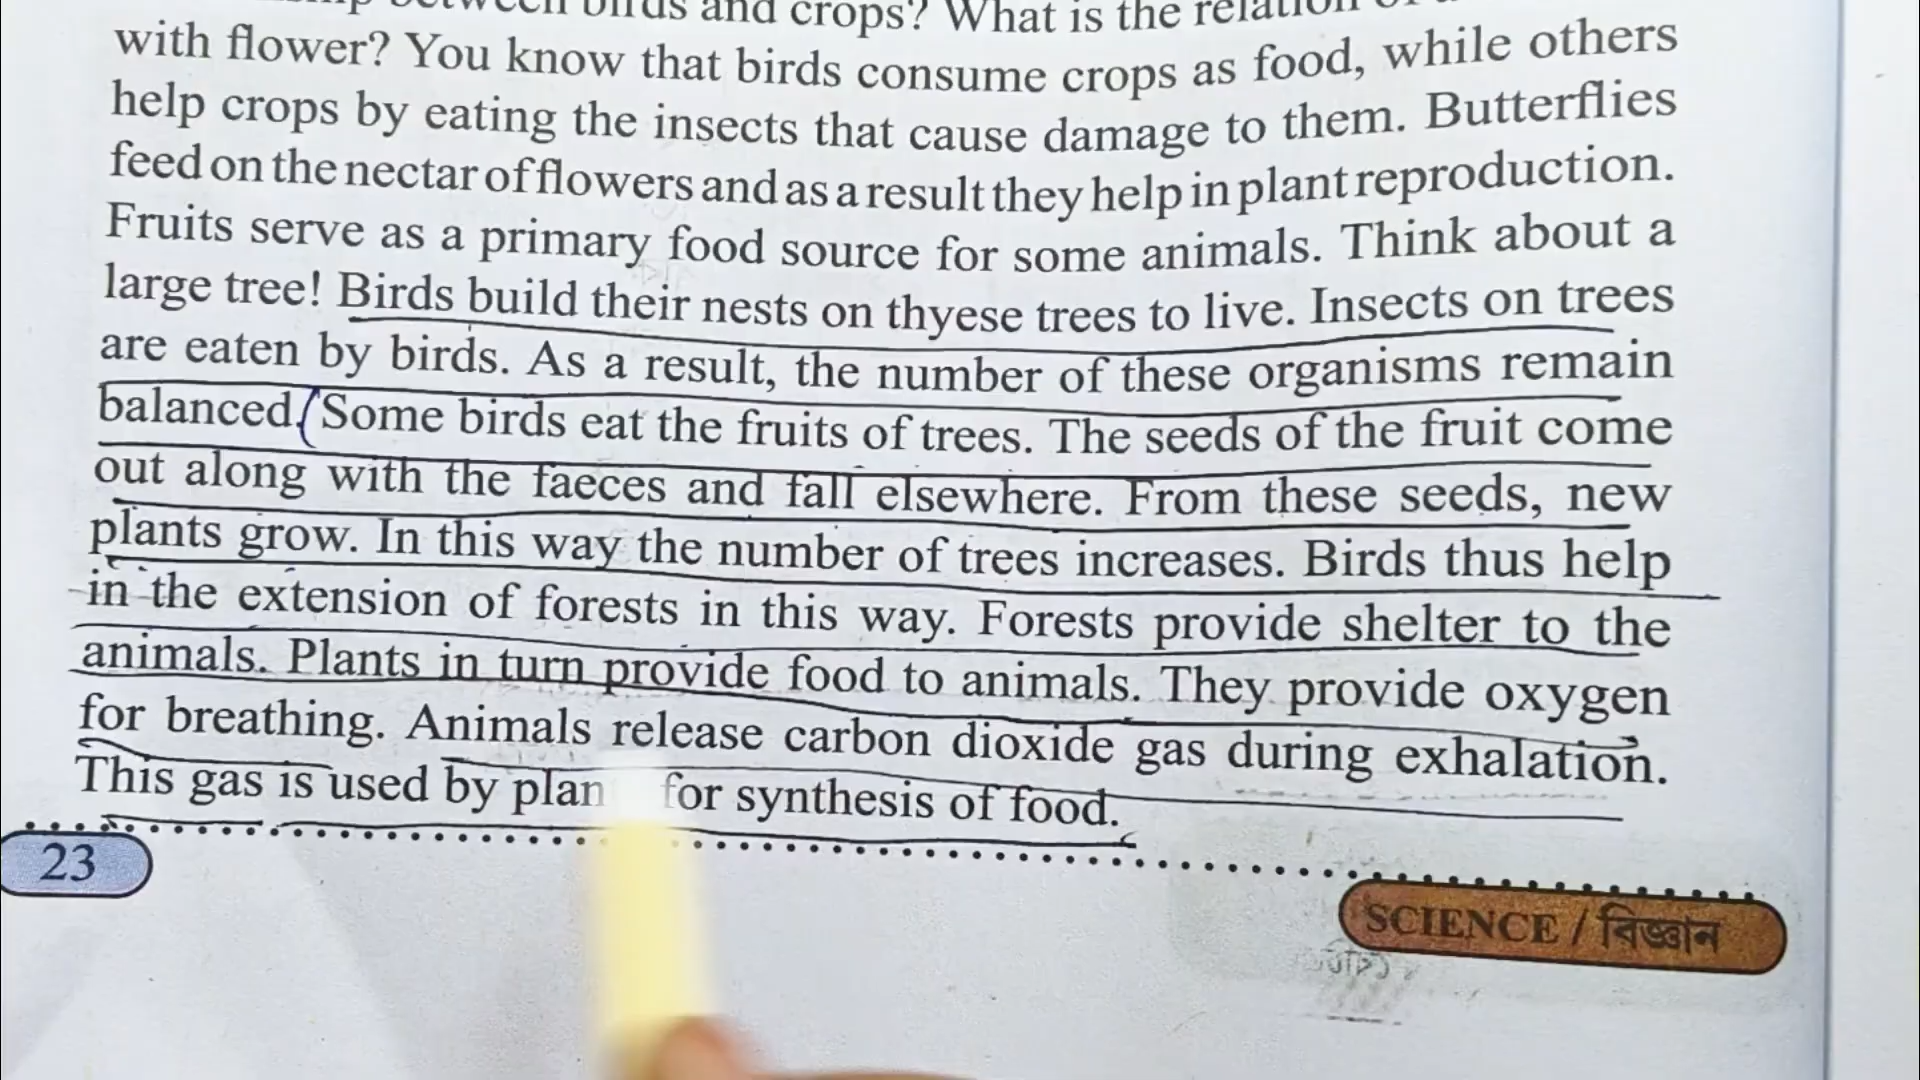 between birds and crops? What is the relation
with flower? You know that birds consume crops as food, while others
help crops by eating the insects that cause damage to them. Butterflies
feed on the nectar of flowers and as a result they help in plant reproduction.
Fruits serve as a primary food source for some animals. Think about a
large tree! Birds build their nests on thyese trees to live. Insects on trees
are eaten by birds. As a result, the number of these organisms remain
balanced. Some birds eat the fruits of trees. The seeds of the fruit come
out along with the faeces and fall elsewhere. From these seeds, new
plants grow. In this way the number of trees increases. Birds thus help
in the extension of forests in this way. Forests provide shelter to the
animals. Plants in turn provide food to animals. They provide oxygen
for breathing. Animals release carbon dioxide gas during exhalation.
This gas is used by plan for synthesis of food.
23
SCIENCE / বিজ্ঞান